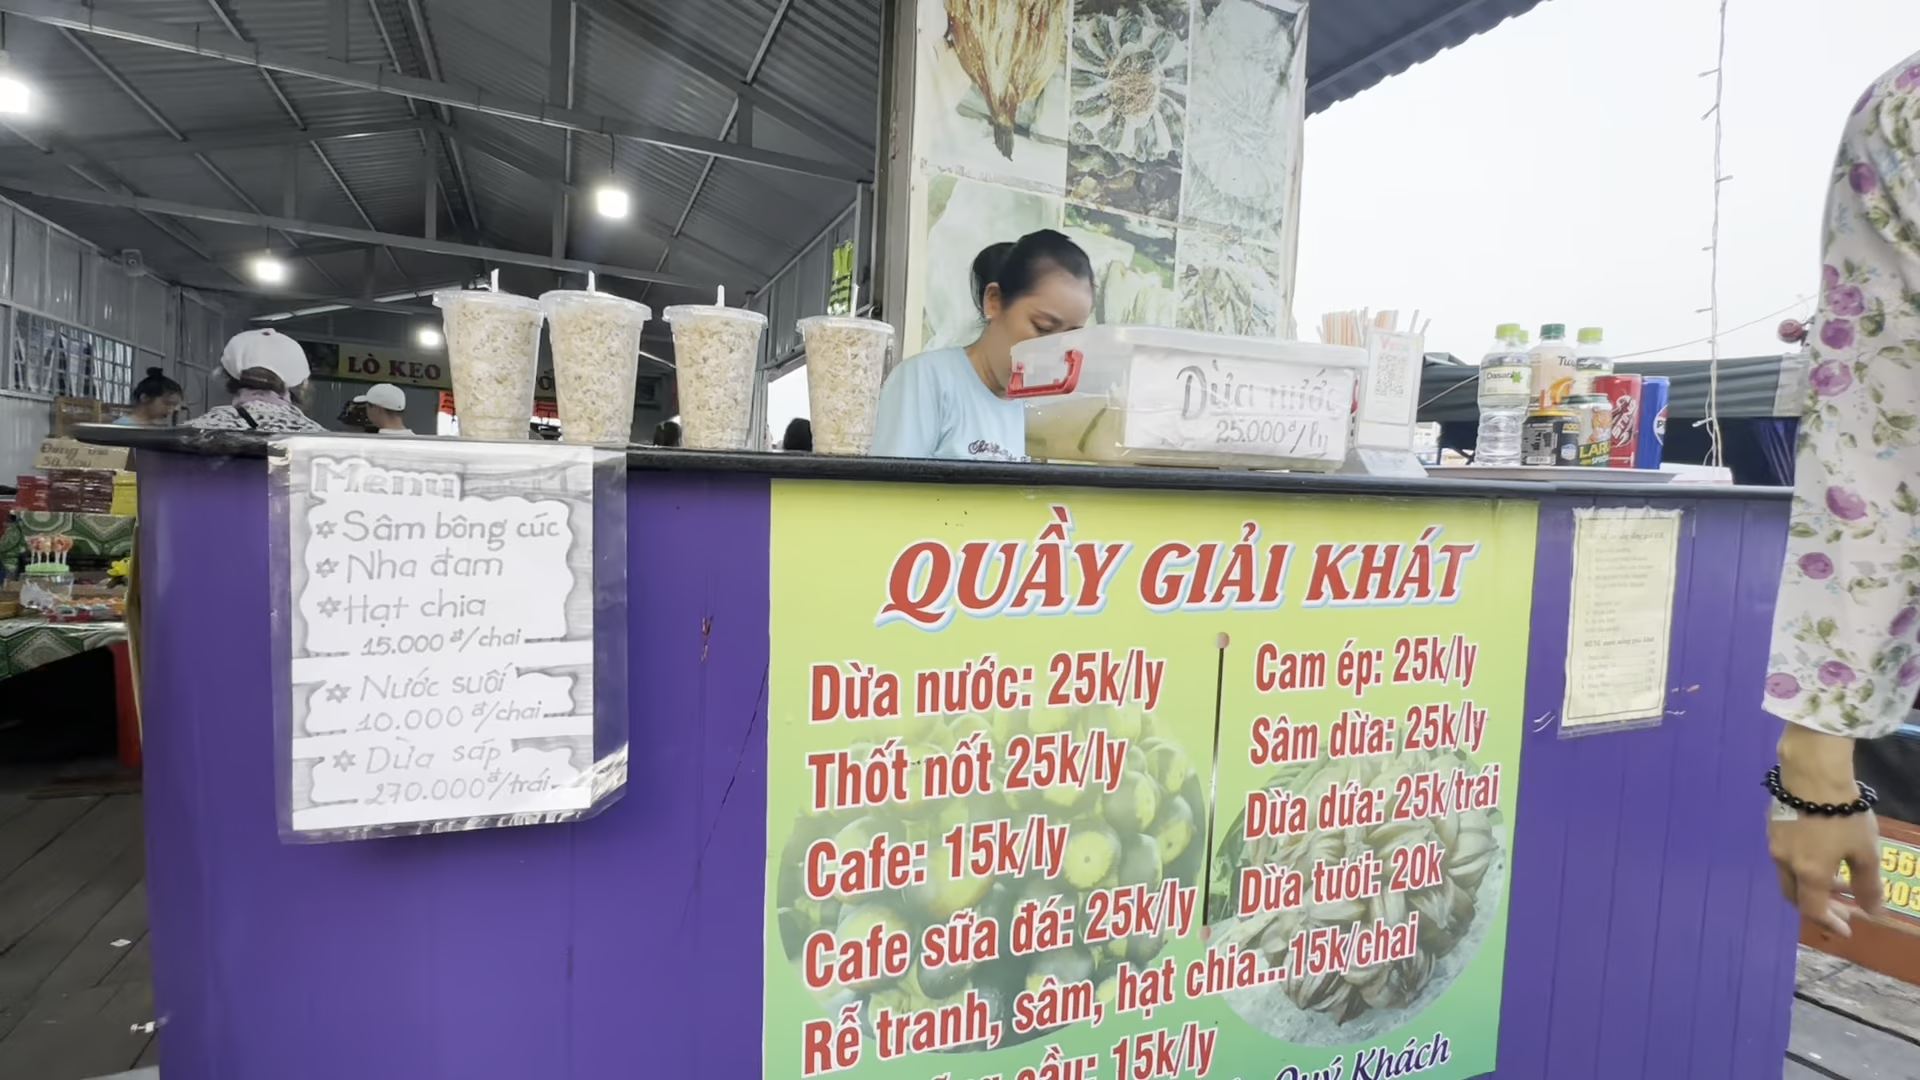 LÒ KẸO
Dừa nước
25.000đ/ly
Menu
Sâm bông cúc
Nha đam
Hạt chia
15.000đ/chai
Nước suối
10.000đ/chai
Dừa sáp
270.000đ/trái
QUẦY GIẢI KHÁT
Dừa nước: 25k/ly
Thốt nốt 25k/ly
Cafe: 15k/ly
Cafe sữa đá: 25k/ly
Rễ tranh, sâm, hạt chia...15k/chai
15k/ly
Cam ép: 25k/ly
Sâm dừa: 25k/ly
Dừa dứa: 25k/trái
Dừa tươi: 20k
Quý Khách